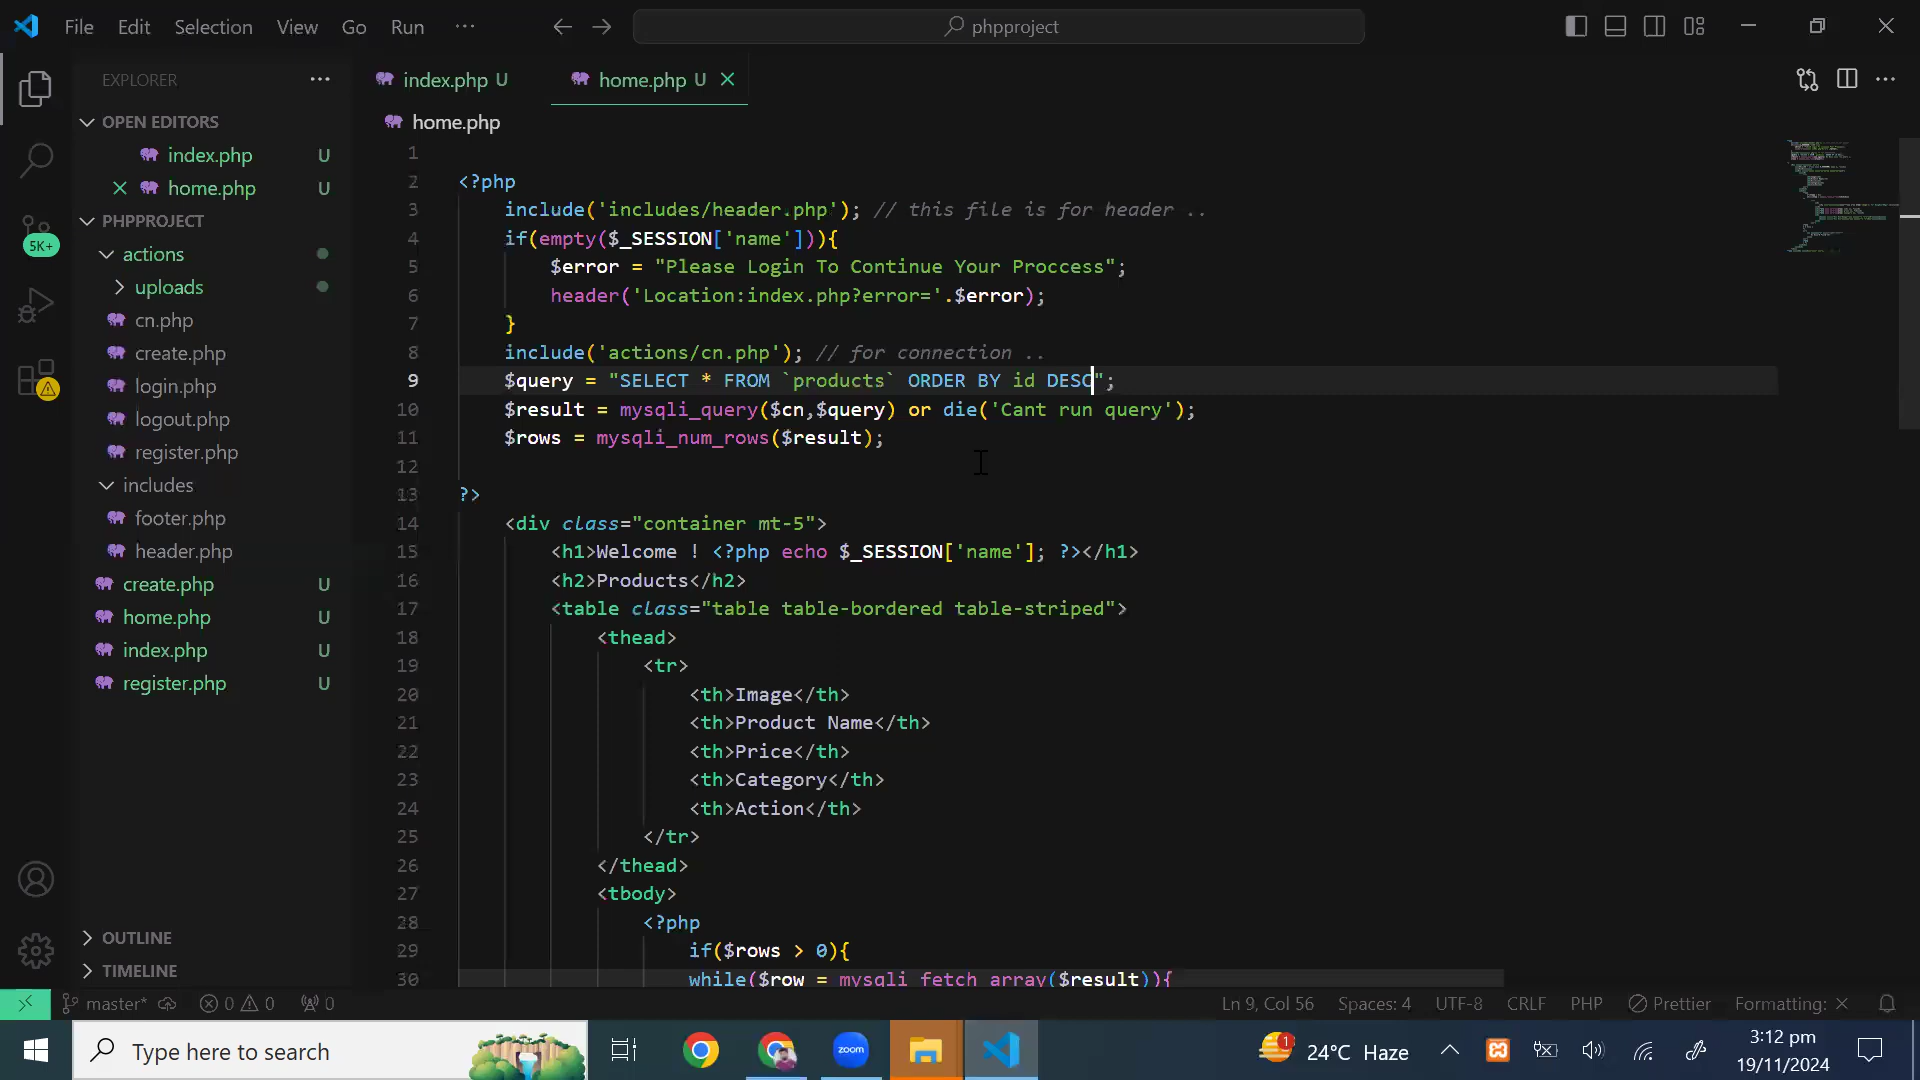 File Edit Selection View Go Run ··· phpproject
EXPLORER ···
OPEN EDITORS
index.php U
home.php U
PHPPROJECT
actions
uploads
cn.php
create.php
login.php
logout.php
register.php
includes
footer.php
header.php
create.php U
home.php U
index.php U
register.php U
OUTLINE
TIMELINE
5K+
index.php U home.php U
home.php
1
2 <?php
3 include('includes/header.php'); // this file is for header ..
4 if(empty($_SESSION['name'])){
5 $error = "Please Login To Continue Your Proccess";
6 header('Location:index.php?error='.$error);
7 }
8 include('actions/cn.php'); // for connection ..
9 $query = "SELECT * FROM `products` ORDER BY id DESC";
10 $result = mysqli_query($cn,$query) or die('Cant run query');
11 $rows = mysqli_num_rows($result);
12
13 ?>
14 <div class="container mt-5">
15 <h1>Welcome ! <?php echo $_SESSION['name']; ?></h1>
16 <h2>Products</h2>
17 <table class="table table-bordered table-striped">
18 <thead>
19 <tr>
20 <th>Image</th>
21 <th>Product Name</th>
22 <th>Price</th>
23 <th>Category</th>
24 <th>Action</th>
25 </tr>
26 </thead>
27 <tbody>
28 <?php
29 if($rows > 0){
30 while($row = mysqli_fetch_array($result)){
master* 0 0 0 Ln 9, Col 56 Spaces: 4 UTF-8 CRLF PHP Prettier Formatting: ×
Type here to search zoom 1 24°C Haze 3:12 pm
19/11/2024